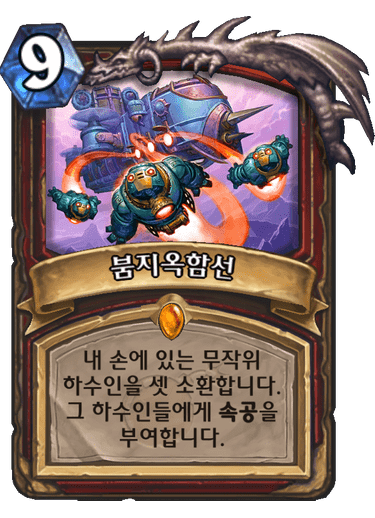 9
붐지옥함선
내 손에 있는 무작위
하수인을 셋 소환합니다.
그 하수인들에게 속공을
부여합니다.